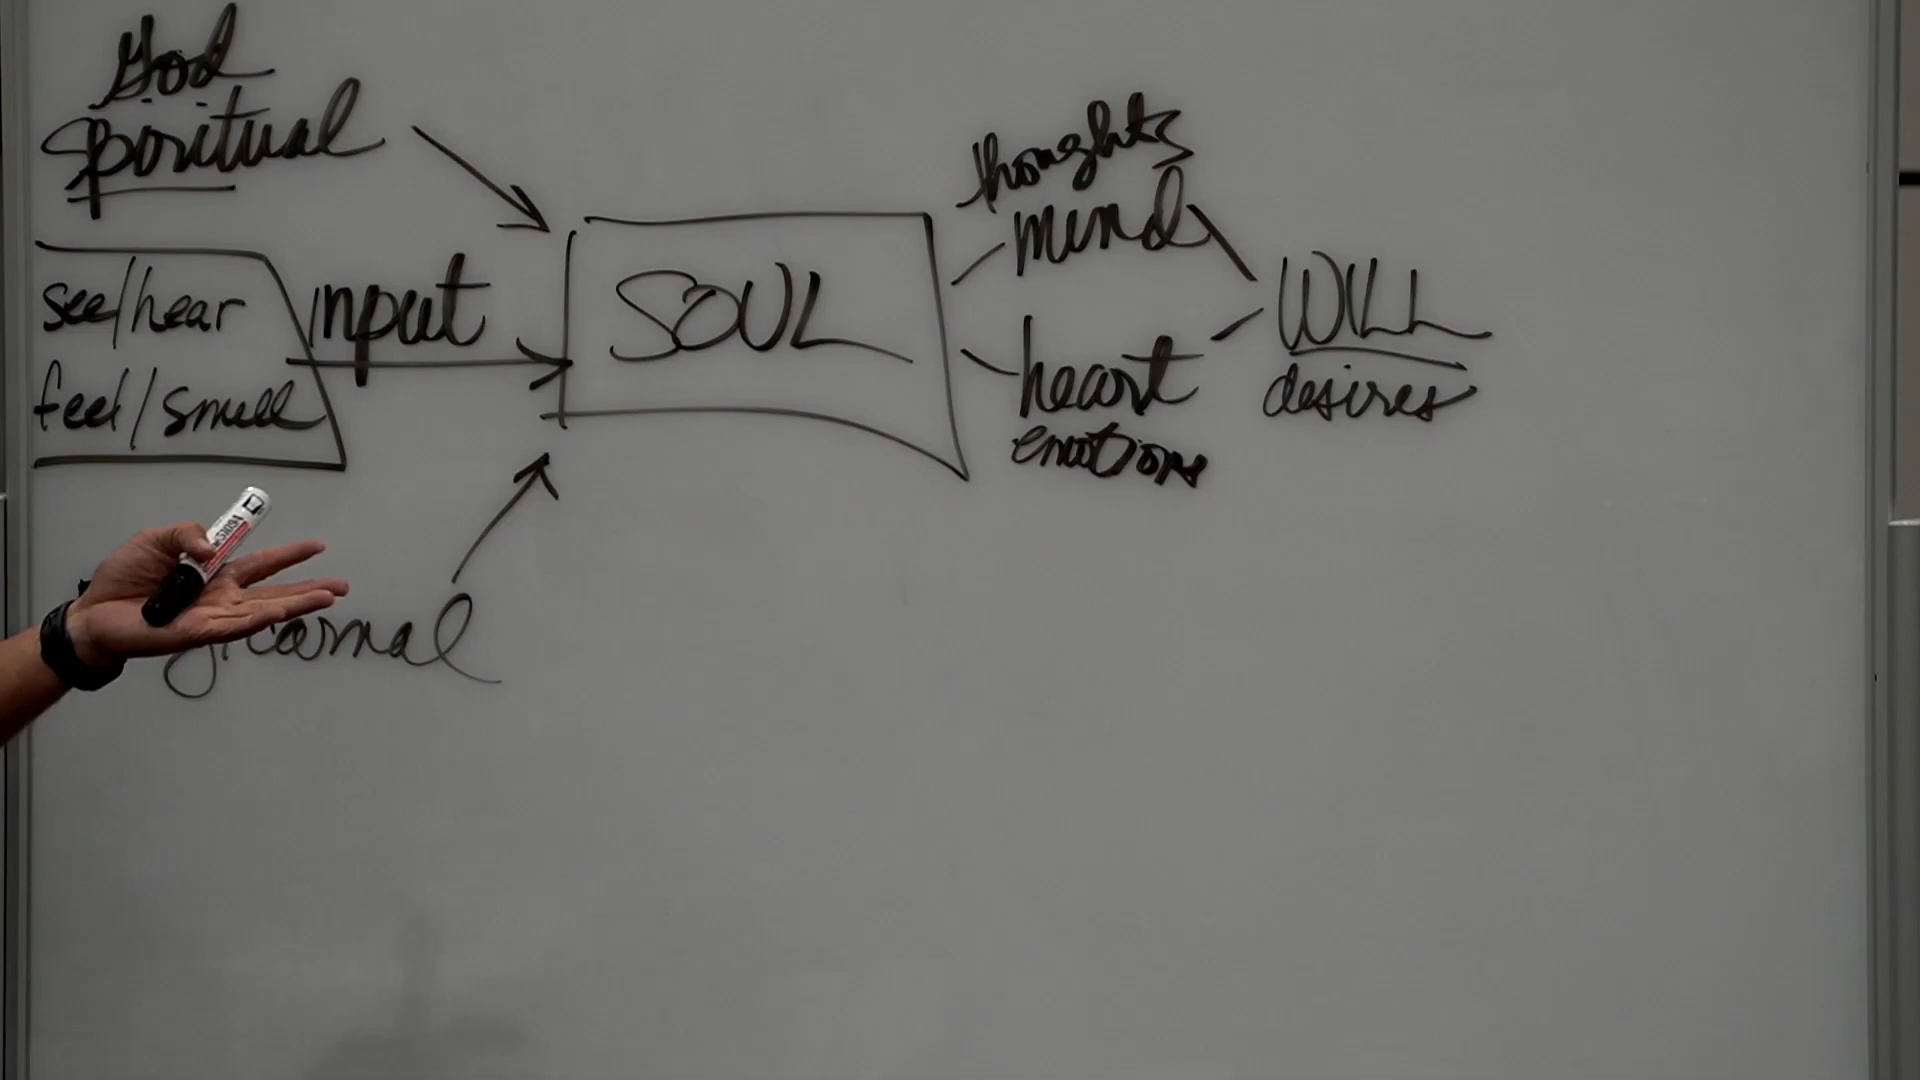 God
spiritual
see/hear
feel/smell
input
SOUL
thoughts
mind
heart
emotions
WILL
desires
carnal